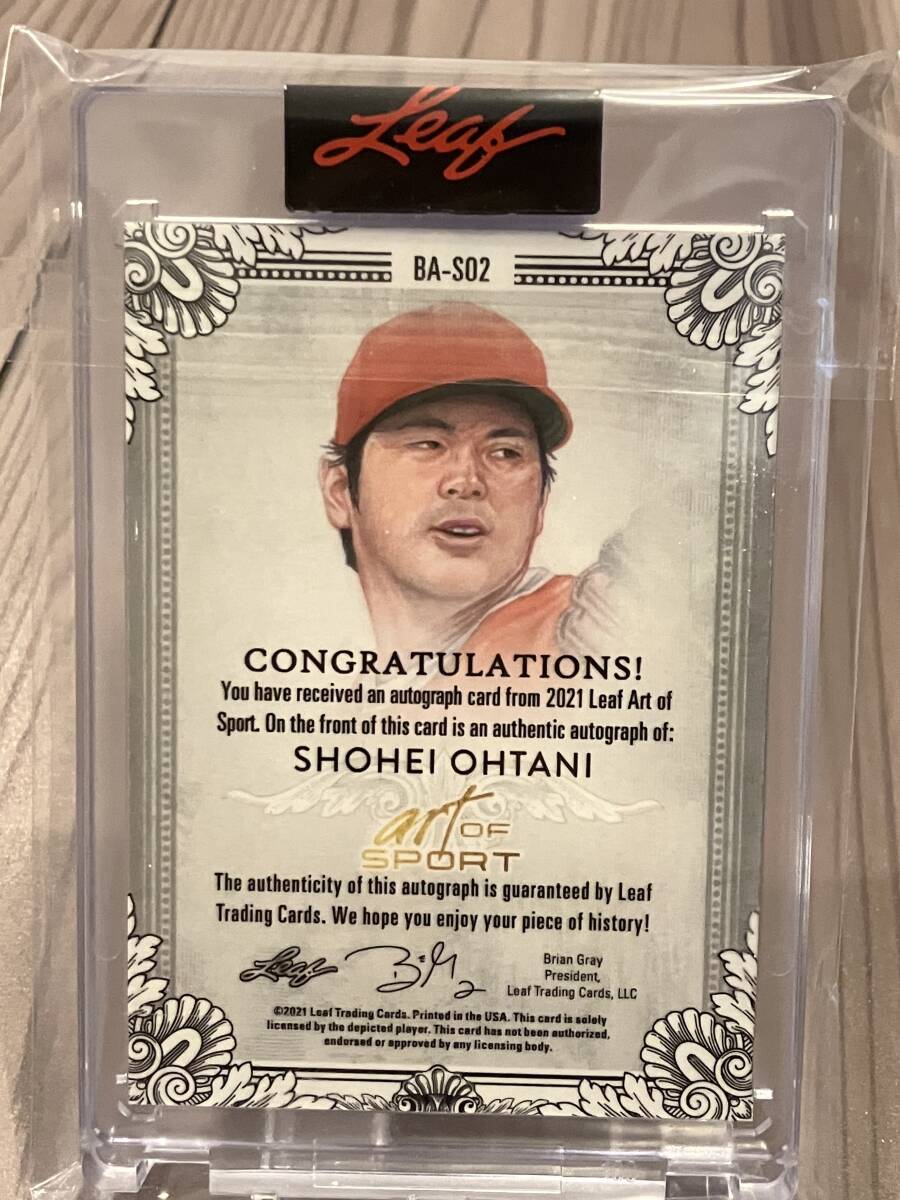 Leaf
BA-SO2
CONGRATULATIONS!
You have received an autograph card from 2021 Leaf Art of
Sport. On the front of this card is an authentic autograph of:
SHOHEI OHTANI
art OF
SPORT
The authenticity of this autograph is guaranteed by Leaf
Trading Cards. We hope you enjoy your piece of history!
Leaf
Brian Gray
President,
Leaf Trading Cards, LLC
©2021 Leaf Trading Cards. Printed in the USA. This card is solely
licensed by the depicted player. This card has not been authorized,
endorsed or approved by any licensing body.